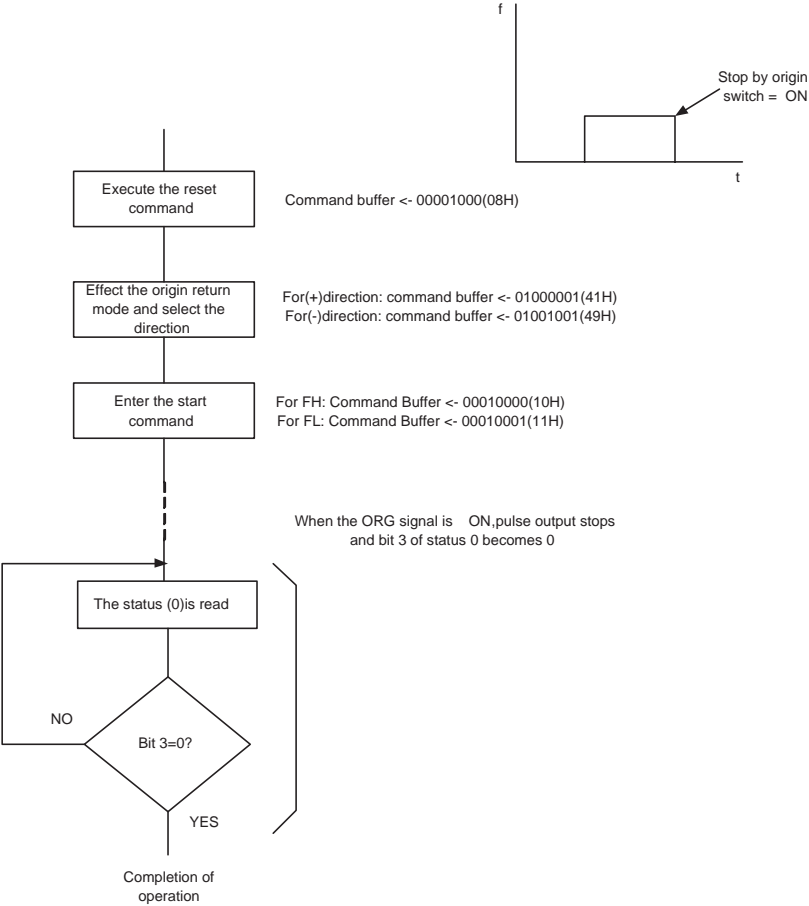 f
Stop by origin
switch = ON
t
Execute the reset
command
Command buffer <- 00001000(08H)
Effect the origin return
mode and select the
direction
For(+)direction: command buffer <- 01000001(41H)
For(-)direction: command buffer <- 01001001(49H)
Enter the start
command
For FH: Command Buffer <- 00010000(10H)
For FL: Command Buffer <- 00010001(11H)
When the ORG signal is ON,pulse output stops
and bit 3 of status 0 becomes 0
The status (0)is read
NO
Bit 3=0?
YES
Completion of
operation